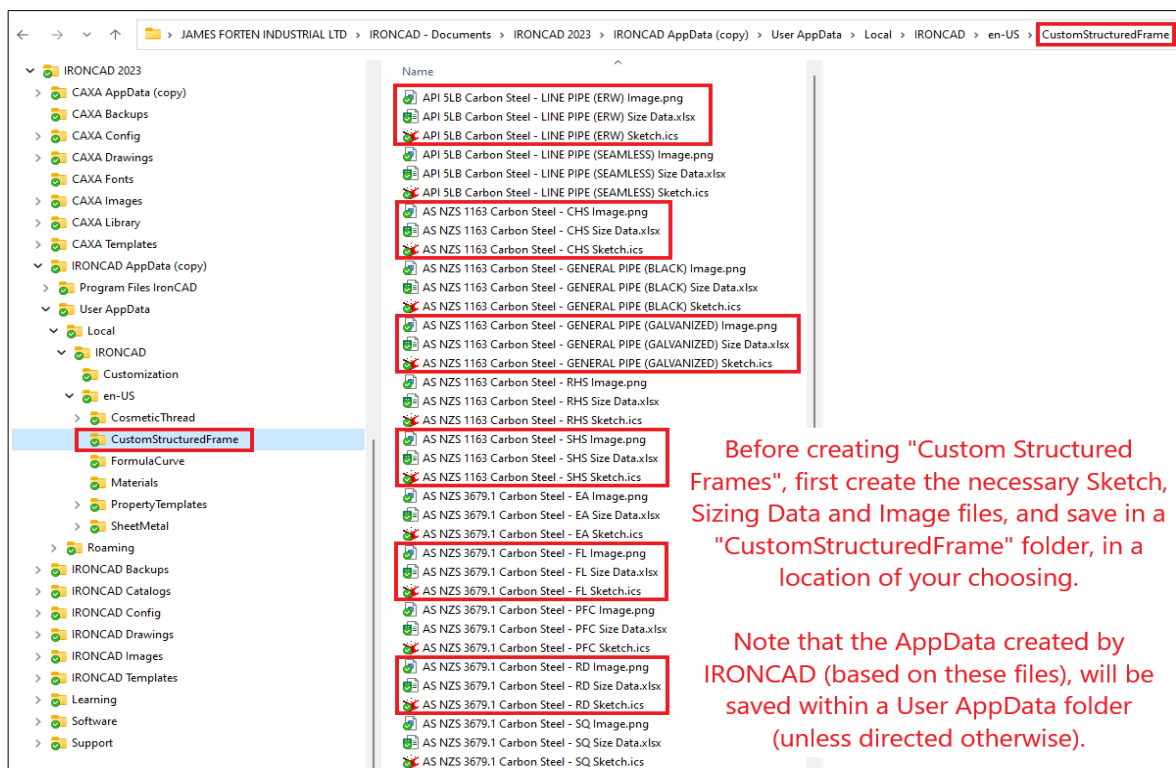 JAMES FORTEN INDUSTRIAL LTD > IRONCAD - Documents > IRONCAD 2023 > IRONCAD AppData (copy) > User AppData > Local > IRONCAD > en-US > CustomStructuredFrame
IRONCAD 2023
CAXA AppData (copy)
CAXA Backups
CAXA Config
CAXA Drawings
CAXA Fonts
CAXA Images
CAXA Library
CAXA Templates
IRONCAD AppData (copy)
Program Files IronCAD
User AppData
Local
IRONCAD
Customization
en-US
CosmeticThread
CustomStructuredFrame
FormulaCurve
Materials
PropertyTemplates
SheetMetal
Roaming
IRONCAD Backups
IRONCAD Catalogs
IRONCAD Config
IRONCAD Drawings
IRONCAD Images
IRONCAD Templates
Learning
Software
Support
Name
API 5LB Carbon Steel - LINE PIPE (ERW) Image.png
API 5LB Carbon Steel - LINE PIPE (ERW) Size Data.xlsx
API 5LB Carbon Steel - LINE PIPE (ERW) Sketch.ics
API 5LB Carbon Steel - LINE PIPE (SEAMLESS) Image.png
API 5LB Carbon Steel - LINE PIPE (SEAMLESS) Size Data.xlsx
API 5LB Carbon Steel - LINE PIPE (SEAMLESS) Sketch.ics
AS NZS 1163 Carbon Steel - CHS Image.png
AS NZS 1163 Carbon Steel - CHS Size Data.xlsx
AS NZS 1163 Carbon Steel - CHS Sketch.ics
AS NZS 1163 Carbon Steel - GENERAL PIPE (BLACK) Image.png
AS NZS 1163 Carbon Steel - GENERAL PIPE (BLACK) Size Data.xlsx
AS NZS 1163 Carbon Steel - GENERAL PIPE (BLACK) Sketch.ics
AS NZS 1163 Carbon Steel - GENERAL PIPE (GALVANIZED) Image.png
AS NZS 1163 Carbon Steel - GENERAL PIPE (GALVANIZED) Size Data.xlsx
AS NZS 1163 Carbon Steel - GENERAL PIPE (GALVANIZED) Sketch.ics
AS NZS 1163 Carbon Steel - RHS Image.png
AS NZS 1163 Carbon Steel - RHS Size Data.xlsx
AS NZS 1163 Carbon Steel - RHS Sketch.ics
AS NZS 1163 Carbon Steel - SHS Image.png
AS NZS 1163 Carbon Steel - SHS Size Data.xlsx
AS NZS 1163 Carbon Steel - SHS Sketch.ics
AS NZS 3679.1 Carbon Steel - EA Image.png
AS NZS 3679.1 Carbon Steel - EA Size Data.xlsx
AS NZS 3679.1 Carbon Steel - EA Sketch.ics
AS NZS 3679.1 Carbon Steel - FL Image.png
AS NZS 3679.1 Carbon Steel - FL Size Data.xlsx
AS NZS 3679.1 Carbon Steel - FL Sketch.ics
AS NZS 3679.1 Carbon Steel - PFC Image.png
AS NZS 3679.1 Carbon Steel - PFC Size Data.xlsx
AS NZS 3679.1 Carbon Steel - PFC Sketch.ics
AS NZS 3679.1 Carbon Steel - RD Image.png
AS NZS 3679.1 Carbon Steel - RD Size Data.xlsx
AS NZS 3679.1 Carbon Steel - RD Sketch.ics
AS NZS 3679.1 Carbon Steel - SQ Image.png
AS NZS 3679.1 Carbon Steel - SQ Size Data.xlsx
AS NZS 3679.1 Carbon Steel - SQ Sketch.ics
Before creating "Custom Structured
Frames", first create the necessary Sketch,
Sizing Data and Image files, and save in a
"CustomStructuredFrame" folder, in a
location of your choosing.
Note that the AppData created by
IRONCAD (based on these files), will be
saved within a User AppData folder
(unless directed otherwise).